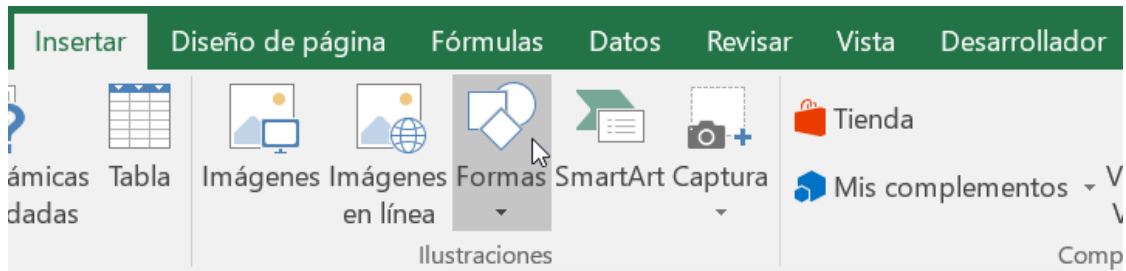 Insertar Diseño de página Fórmulas Datos Revisar Vista Desarrollador
Tienda
ámicas Tabla Imágenes Imágenes Formas SmartArt Captura
dadas en línea
Mis complementos
Ilustraciones Comp